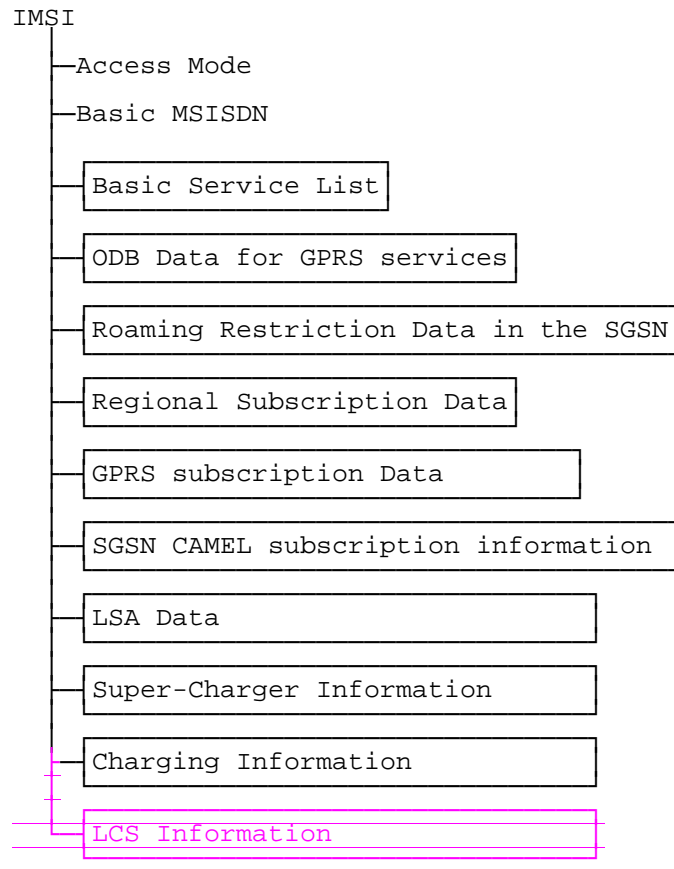 IMSI
Access Mode
Basic MSISDN
Basic Service List
ODB Data for GPRS services
Roaming Restriction Data in the SGSN
Regional Subscription Data
GPRS subscription Data
SGSN CAMEL subscription information
LSA Data
Super-Charger Information
Charging Information
LCS Information